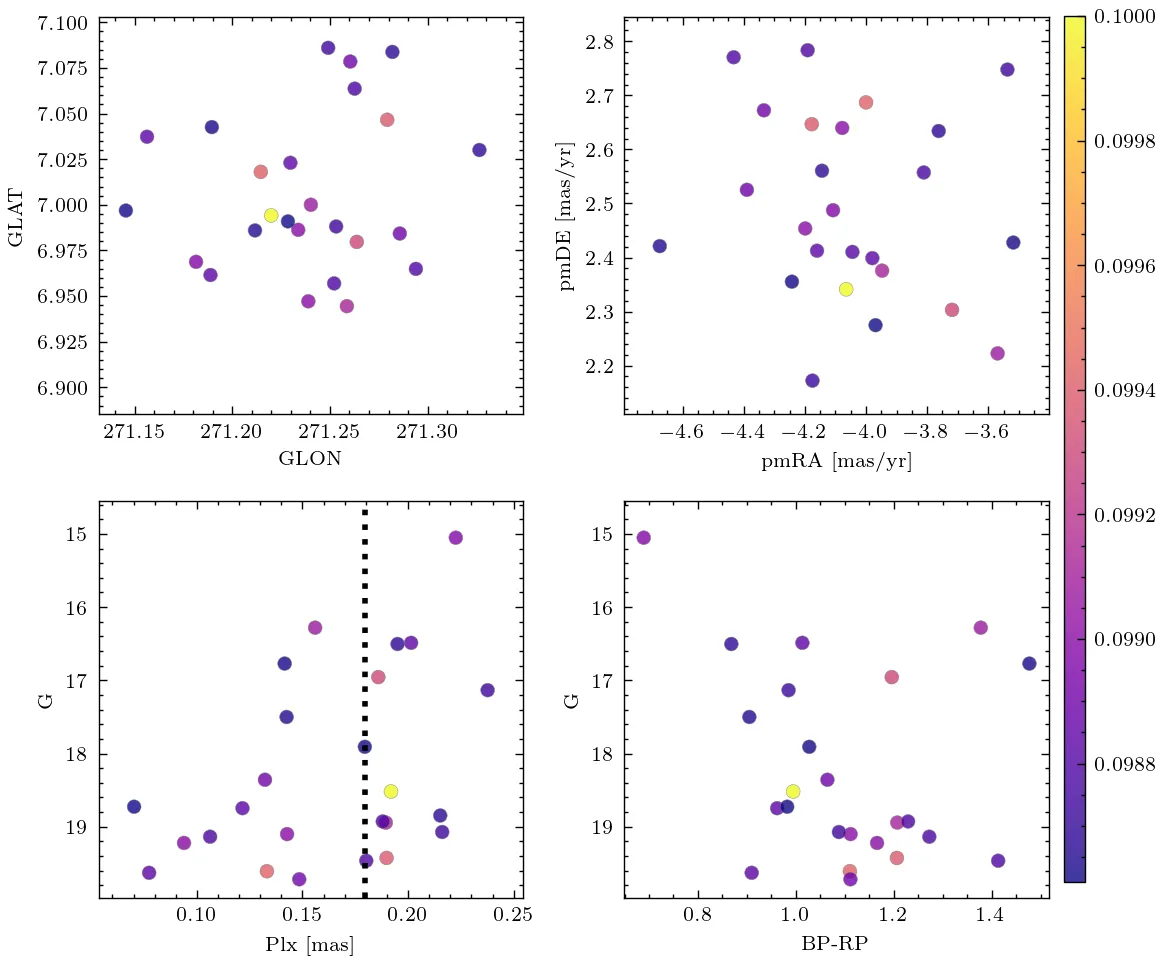 7.100
7.075
7.050
7.025
7.000
6.975
6.950
6.925
6.900
GLAT
271.15 271.20 271.25 271.30
GLON
2.8
2.7
2.6
2.5
2.4
2.3
2.2
pmDE [mas/yr]
−4.6 −4.4 −4.2 −4.0 −3.8 −3.6
pmRA [mas/yr]
15
16
17
18
19
G
0.10 0.15 0.20 0.25
Plx [mas]
15
16
17
18
19
G
0.8 1.0 1.2 1.4
BP-RP
0.1000
0.0998
0.0996
0.0994
0.0992
0.0990
0.0988